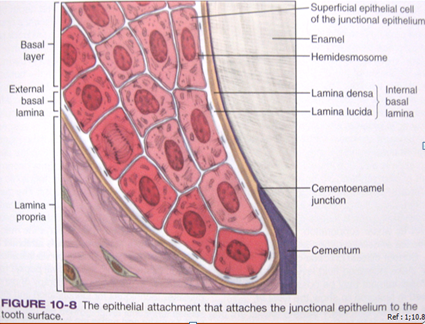 Superficial epithelial cell
of the junctional epithelium
Enamel
Hemidesmosome
Basal
layer
External
basal
lamina
Lamina densa
Lamina lucida
Internal
basal
lamina
Lamina
propria
Cementoenamel
junction
Cementum
FIGURE 10-8 The epithelial attachment that attaches the junctional epithelium to the
tooth surface.
Ref : 1;10.8